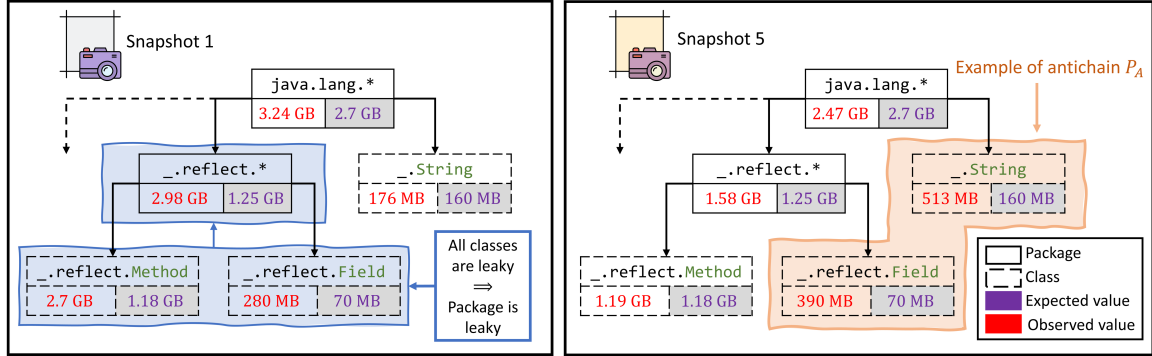 Snapshot 1
java.lang.*
3.24 GB 2.7 GB
_.reflect.*
2.98 GB 1.25 GB
_.String
176 MB 160 MB
_.reflect.Method
2.7 GB 1.18 GB
_.reflect.Field
280 MB 70 MB
All classes
are leaky
⟹
Package is
leaky
Snapshot 5
Example of antichain P_A
java.lang.*
2.47 GB 2.7 GB
_.reflect.*
1.58 GB 1.25 GB
_.String
513 MB 160 MB
_.reflect.Method
1.19 GB 1.18 GB
_.reflect.Field
390 MB 70 MB
Package
Class
Expected value
Observed value